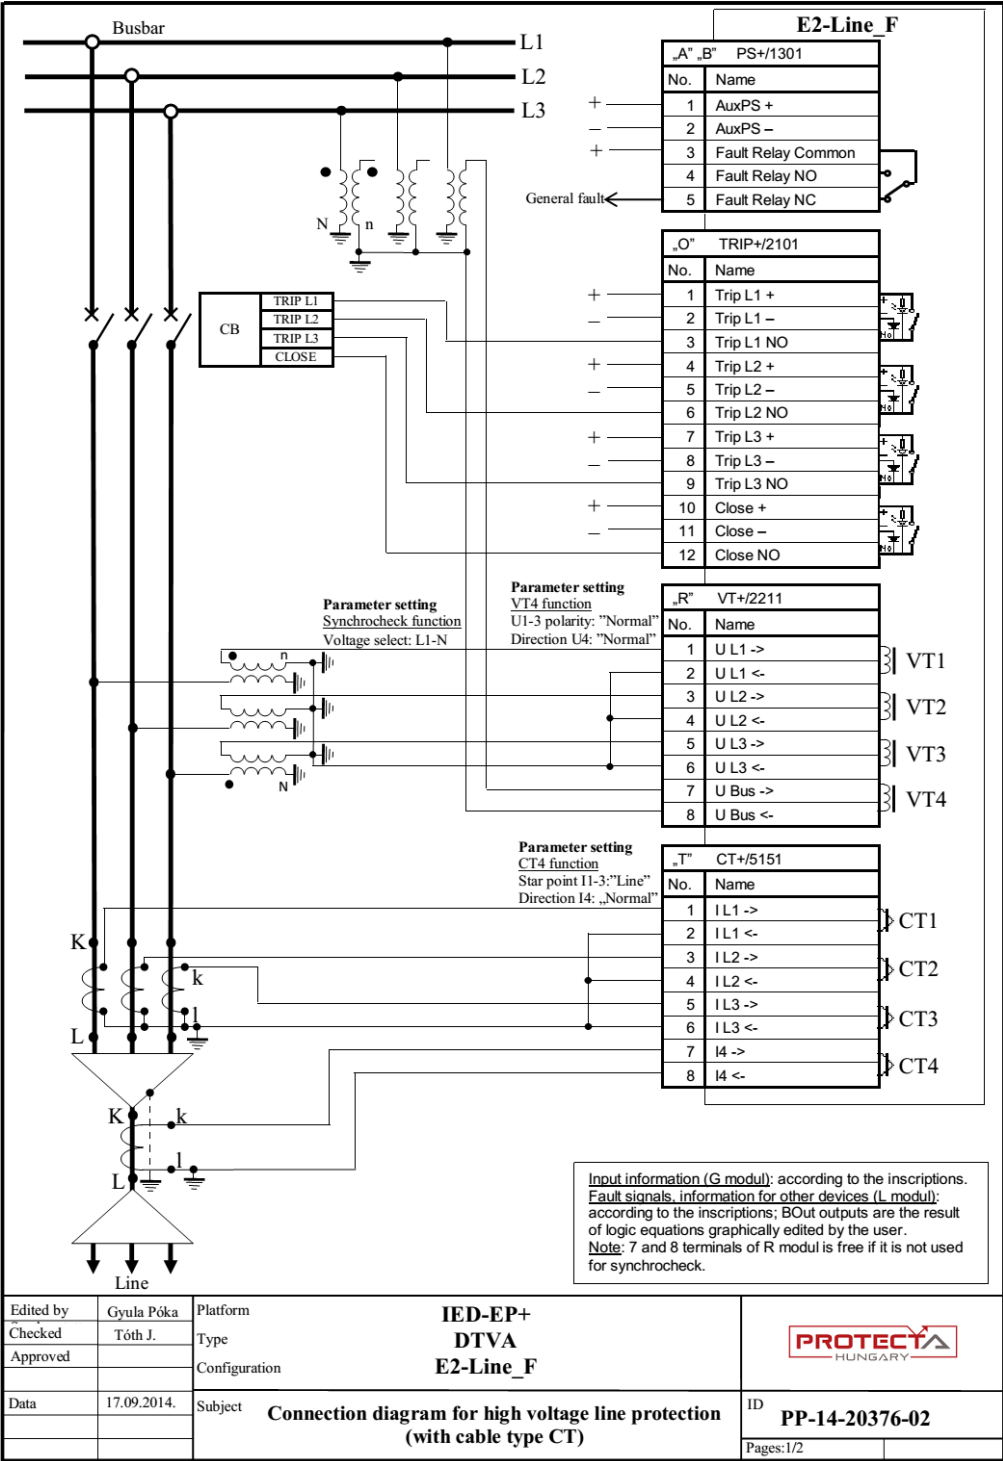 Busbar
L1
L2
L3
N
n
E2-Line_F
„A” „B” PS+/1301
No. Name
+ 1 AuxPS +
– 2 AuxPS –
+ 3 Fault Relay Common
4 Fault Relay NO
General fault 5 Fault Relay NC
„O” TRIP+/2101
No. Name
+ 1 Trip L1 +
– 2 Trip L1 –
3 Trip L1 NO
+ 4 Trip L2 +
– 5 Trip L2 –
6 Trip L2 NO
+ 7 Trip L3 +
– 8 Trip L3 –
9 Trip L3 NO
+ 10 Close +
– 11 Close –
12 Close NO
CB
TRIP L1
TRIP L2
TRIP L3
CLOSE
Parameter setting
Synchrocheck function
Voltage select: L1-N
Parameter setting
VT4 function
U1-3 polarity: ”Normal”
Direction U4: ”Normal”
n
N
„R” VT+/2211
No. Name
1 U L1 ->
2 U L1 <-
3 U L2 ->
4 U L2 <-
5 U L3 ->
6 U L3 <-
7 U Bus ->
8 U Bus <-
VT1
VT2
VT3
VT4
Parameter setting
CT4 function
Star point I1-3:”Line”
Direction I4: „Normal”
„T” CT+/5151
No. Name
1 I L1 ->
2 I L1 <-
3 I L2 ->
4 I L2 <-
5 I L3 ->
6 I L3 <-
7 I4 ->
8 I4 <-
CT1
CT2
CT3
CT4
K
k
l
L
K
k
l
L
Line
Input information (G modul): according to the inscriptions.
Fault signals, information for other devices (L modul):
according to the inscriptions; BOut outputs are the result
of logic equations graphically edited by the user.
Note: 7 and 8 terminals of R modul is free if it is not used
for synchrocheck.
Edited by Gyula Póka
Checked Tóth J.
Approved
Data 17.09.2014.
Platform IED-EP+
Type DTVA
Configuration E2-Line_F
Subject Connection diagram for high voltage line protection
(with cable type CT)
PROTECTA
HUNGARY
ID
PP-14-20376-02
Pages:1/2